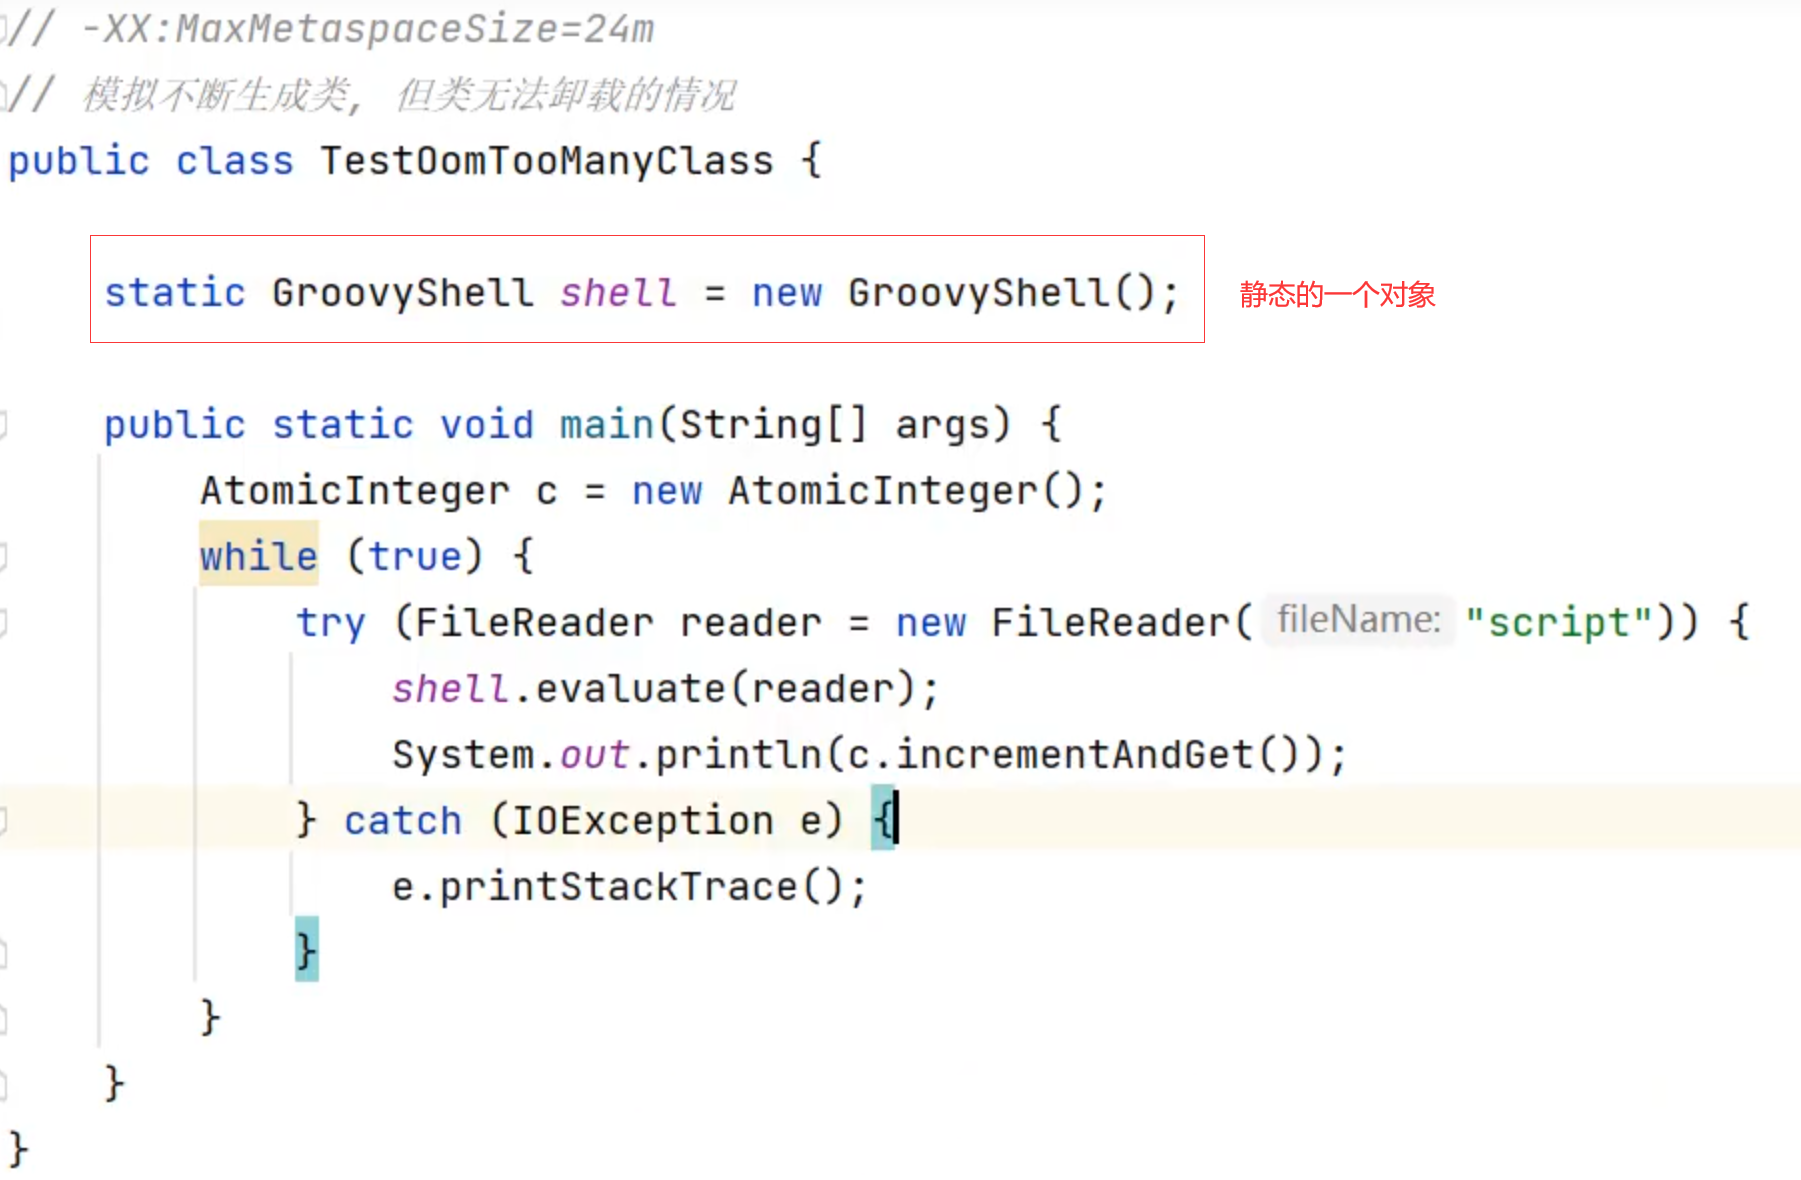 // -XX:MaxMetaspaceSize=24m
// 模拟不断生成类, 但类无法卸载的情况
public class TestOomTooManyClass {
static GroovyShell shell = new GroovyShell(); 静态的一个对象
public static void main(String[] args) {
AtomicInteger c = new AtomicInteger();
while (true) {
try (FileReader reader = new FileReader( fileName: "script")) {
shell.evaluate(reader);
System.out.println(c.incrementAndGet());
} catch (IOException e) {
e.printStackTrace();
}
}
}
}